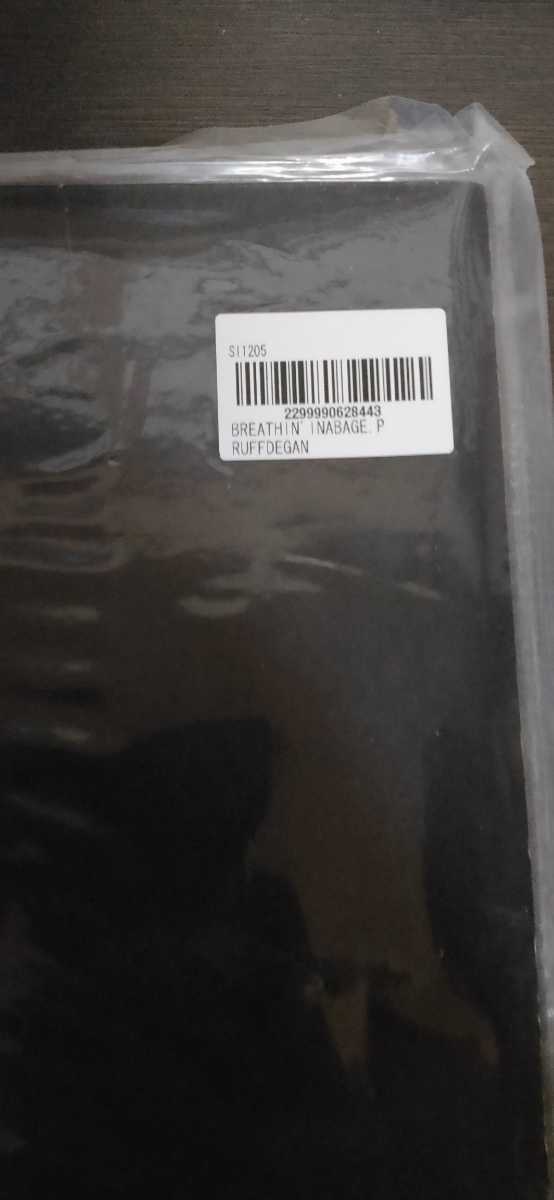 SI1205
2299990628443
BREATHIN' INABAGE.P
RUFFDEGAN